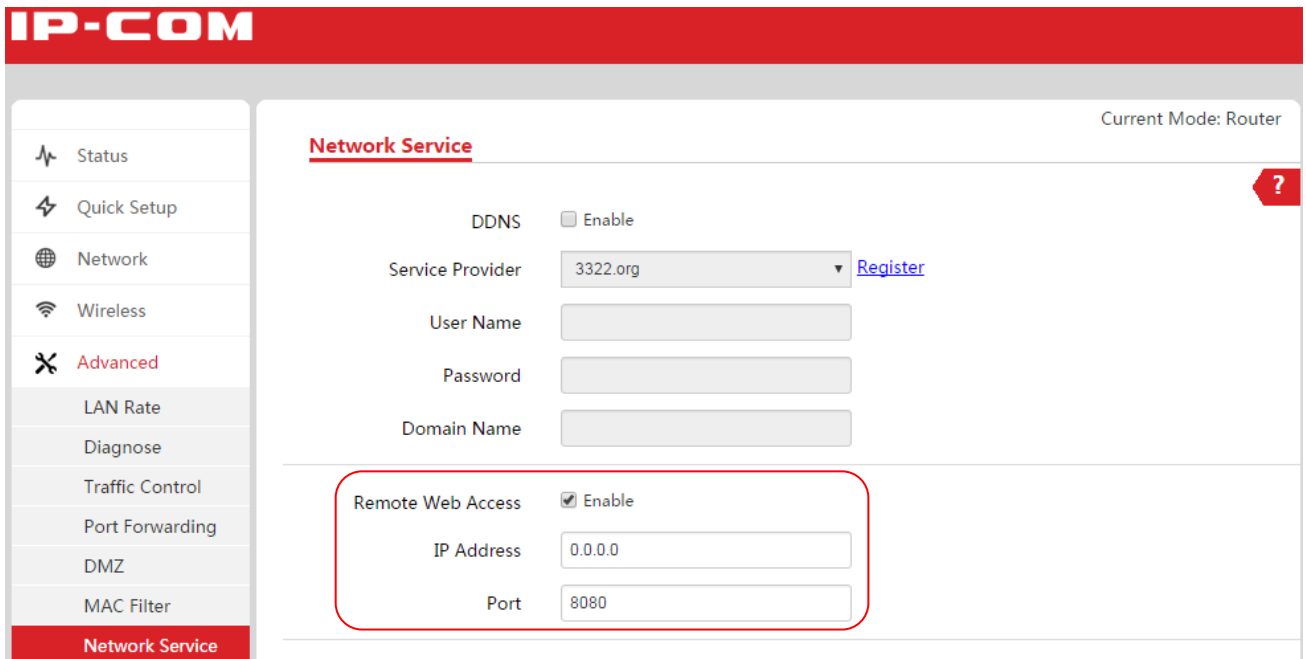 IP-COM
Current Mode: Router
Network Service
?
Status
Quick Setup
Network
Wireless
Advanced
LAN Rate
Diagnose
Traffic Control
Port Forwarding
DMZ
MAC Filter
Network Service
DDNS Enable
Service Provider 3322.org Register
User Name
Password
Domain Name
Remote Web Access Enable
IP Address 0.0.0.0
Port 8080